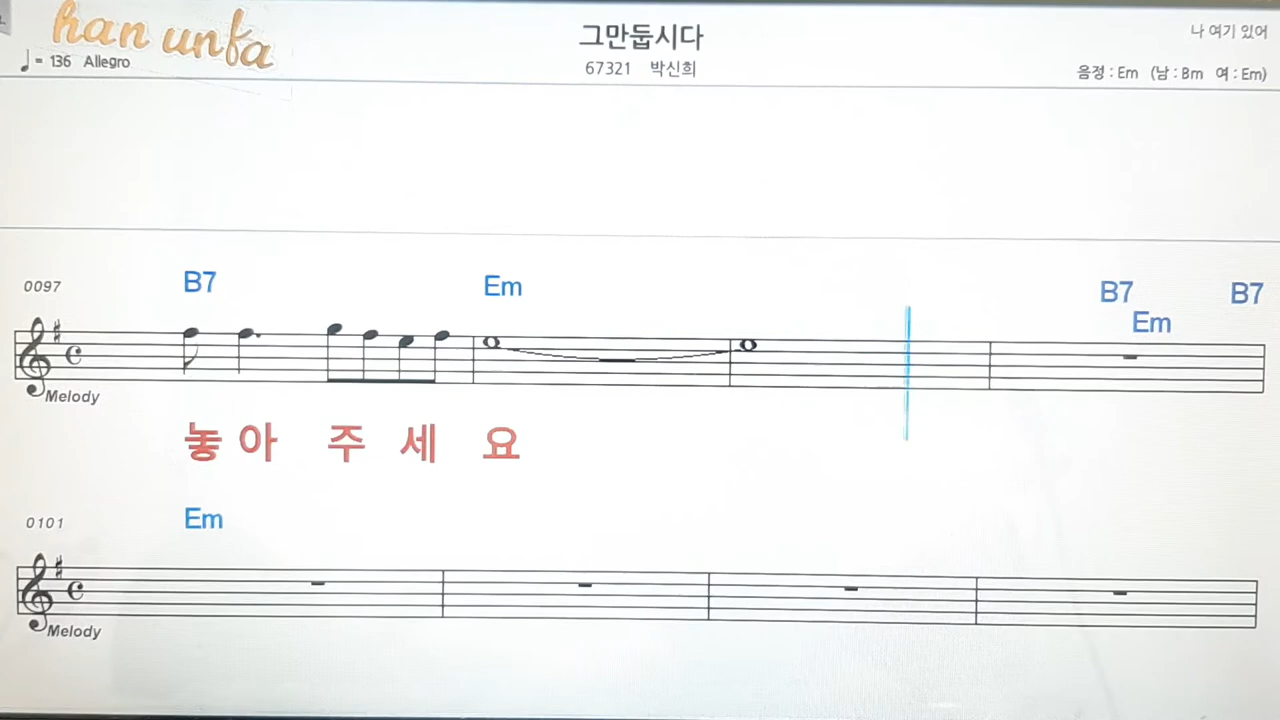 han unfa
그만둡시다
나 여기 있어
♩= 136 Allegro
67321 박신희
음정 : Em (남 : Bm 여 : Em)
0097
B7 Em B7 Em B7
Melody
놓아 주세요
0101
Em
Melody